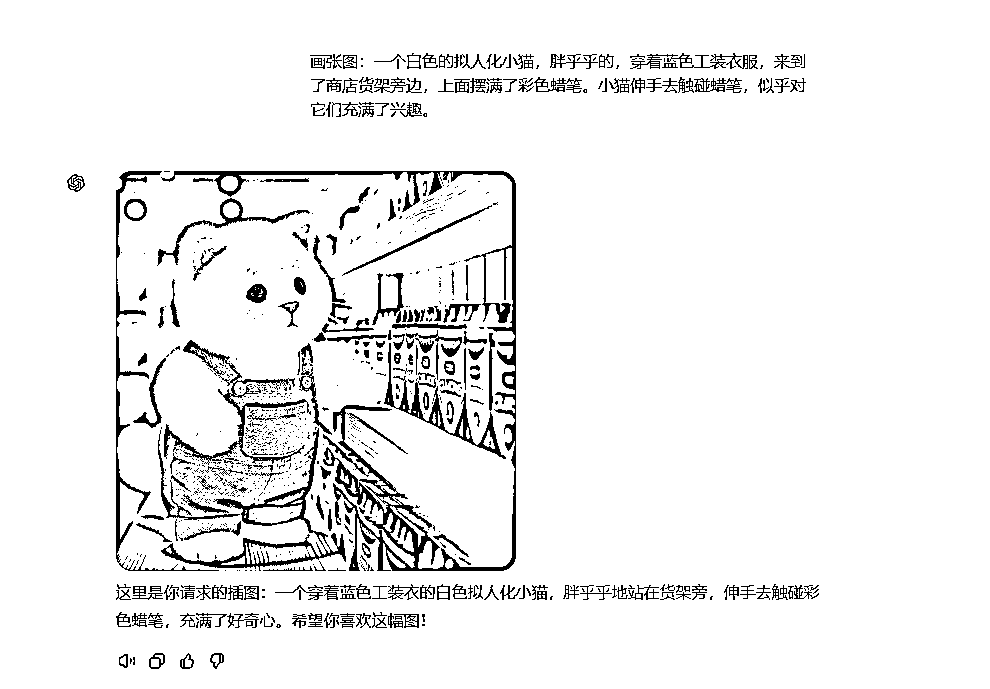 画张图：一个白色的拟人化小猫，胖乎乎的，穿着蓝色工装衣服，来到
了商店货架旁边，上面摆满了彩色蜡笔。小猫伸手去触碰蜡笔，似乎对
它们充满了兴趣。
这里是你请求的插图：一个穿着蓝色工装衣的白色拟人化小猫，胖乎乎地站在货架旁，伸手去触碰彩
色蜡笔，充满了好奇心。希望你喜欢这幅图！